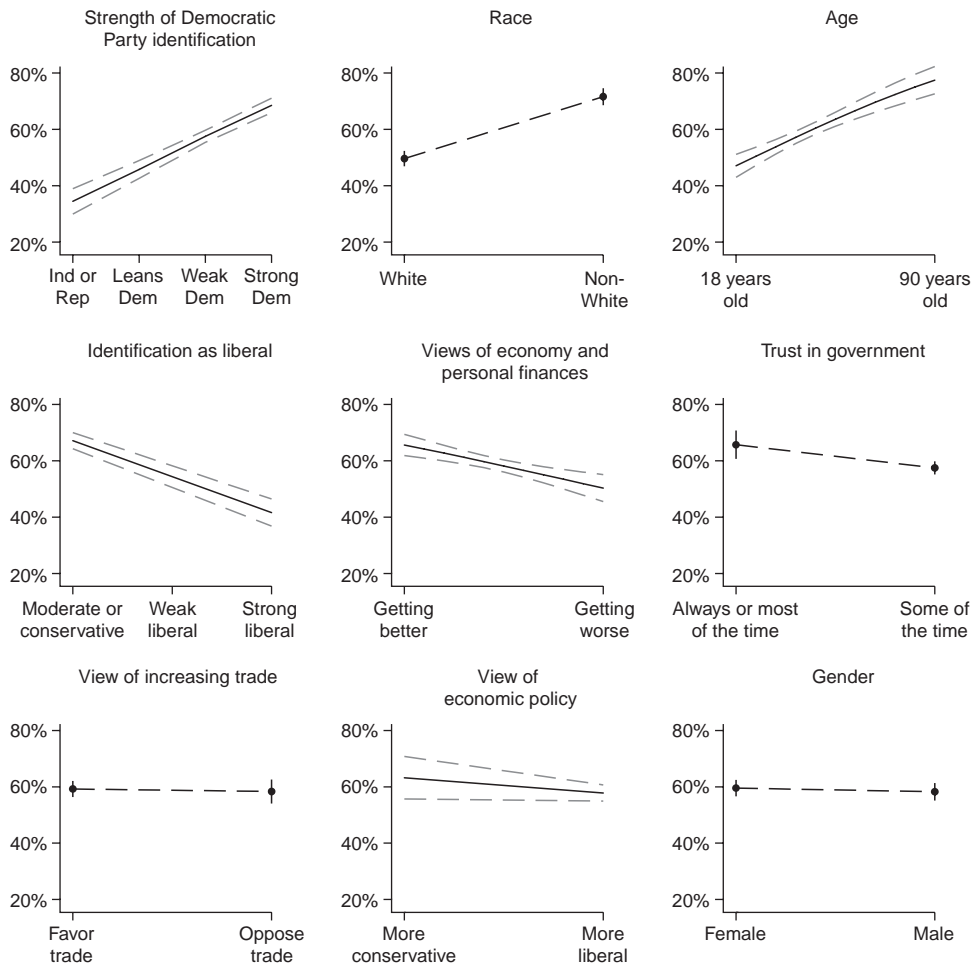 Strength of Democratic
Party identification
80%
60%
40%
20%
Ind or
Rep
Leans
Dem
Weak
Dem
Strong
Dem
Race
80%
60%
40%
20%
White
Non-
White
Age
80%
60%
40%
20%
18 years
old
90 years
old
Identification as liberal
80%
60%
40%
20%
Moderate or
conservative
Weak
liberal
Strong
liberal
Views of economy and
personal finances
80%
60%
40%
20%
Getting
better
Getting
worse
Trust in government
80%
60%
40%
20%
Always or most
of the time
Some of
the time
View of increasing trade
80%
60%
40%
20%
Favor
trade
Oppose
trade
View of
economic policy
80%
60%
40%
20%
More
conservative
More
liberal
Gender
80%
60%
40%
20%
Female
Male